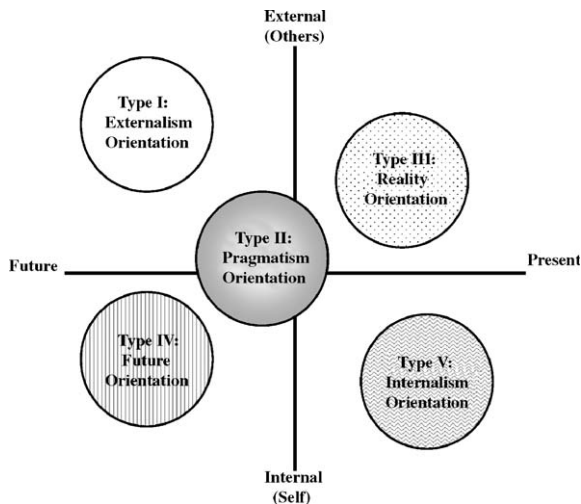 External
(Others)
Type I:
Externalism
Orientation
Type III:
Reality
Orientation
Type II:
Pragmatism
Orientation
Future
Present
Type IV:
Future
Orientation
Type V:
Internalism
Orientation
Internal
(Self)